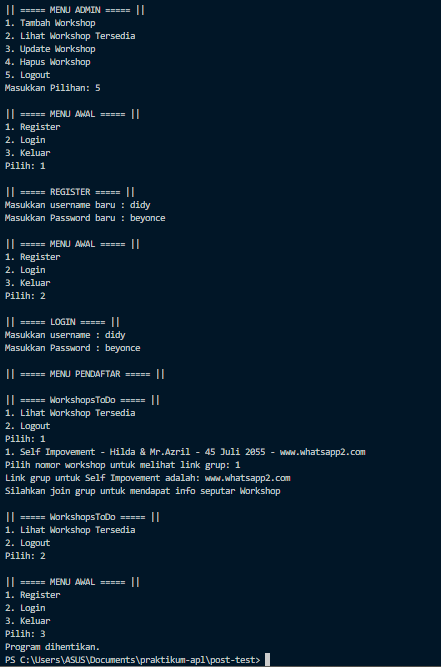 || ===== MENU ADMIN ===== ||
1. Tambah Workshop
2. Lihat Workshop Tersedia
3. Update Workshop
4. Hapus Workshop
5. Logout
Masukkan Pilihan: 5
|| ===== MENU AWAL ===== ||
1. Register
2. Login
3. Keluar
Pilih: 1
|| ===== REGISTER ===== ||
Masukkan username baru : didy
Masukkan Password baru : beyonce
|| ===== MENU AWAL ===== ||
1. Register
2. Login
3. Keluar
Pilih: 2
|| ===== LOGIN ===== ||
Masukkan username : didy
Masukkan Password : beyonce
|| ===== MENU PENDAFTAR ===== ||
|| ===== WorkshopsToDo ===== ||
1. Lihat Workshop Tersedia
2. Logout
Pilih: 1
1. Self Impovement - Hilda & Mr.Azril - 45 Juli 2055 - www.whatsapp2.com
Pilih nomor workshop untuk melihat link grup: 1
Link grup untuk Self Impovement adalah: www.whatsapp2.com
Silahkan join grup untuk mendapat info seputar Workshop
|| ===== WorkshopsToDo ===== ||
1. Lihat Workshop Tersedia
2. Logout
Pilih: 2
|| ===== MENU AWAL ===== ||
1. Register
2. Login
3. Keluar
Pilih: 3
Program dihentikan.
PS C:\Users\ASUS\Documents\praktikum-apl\post-test>